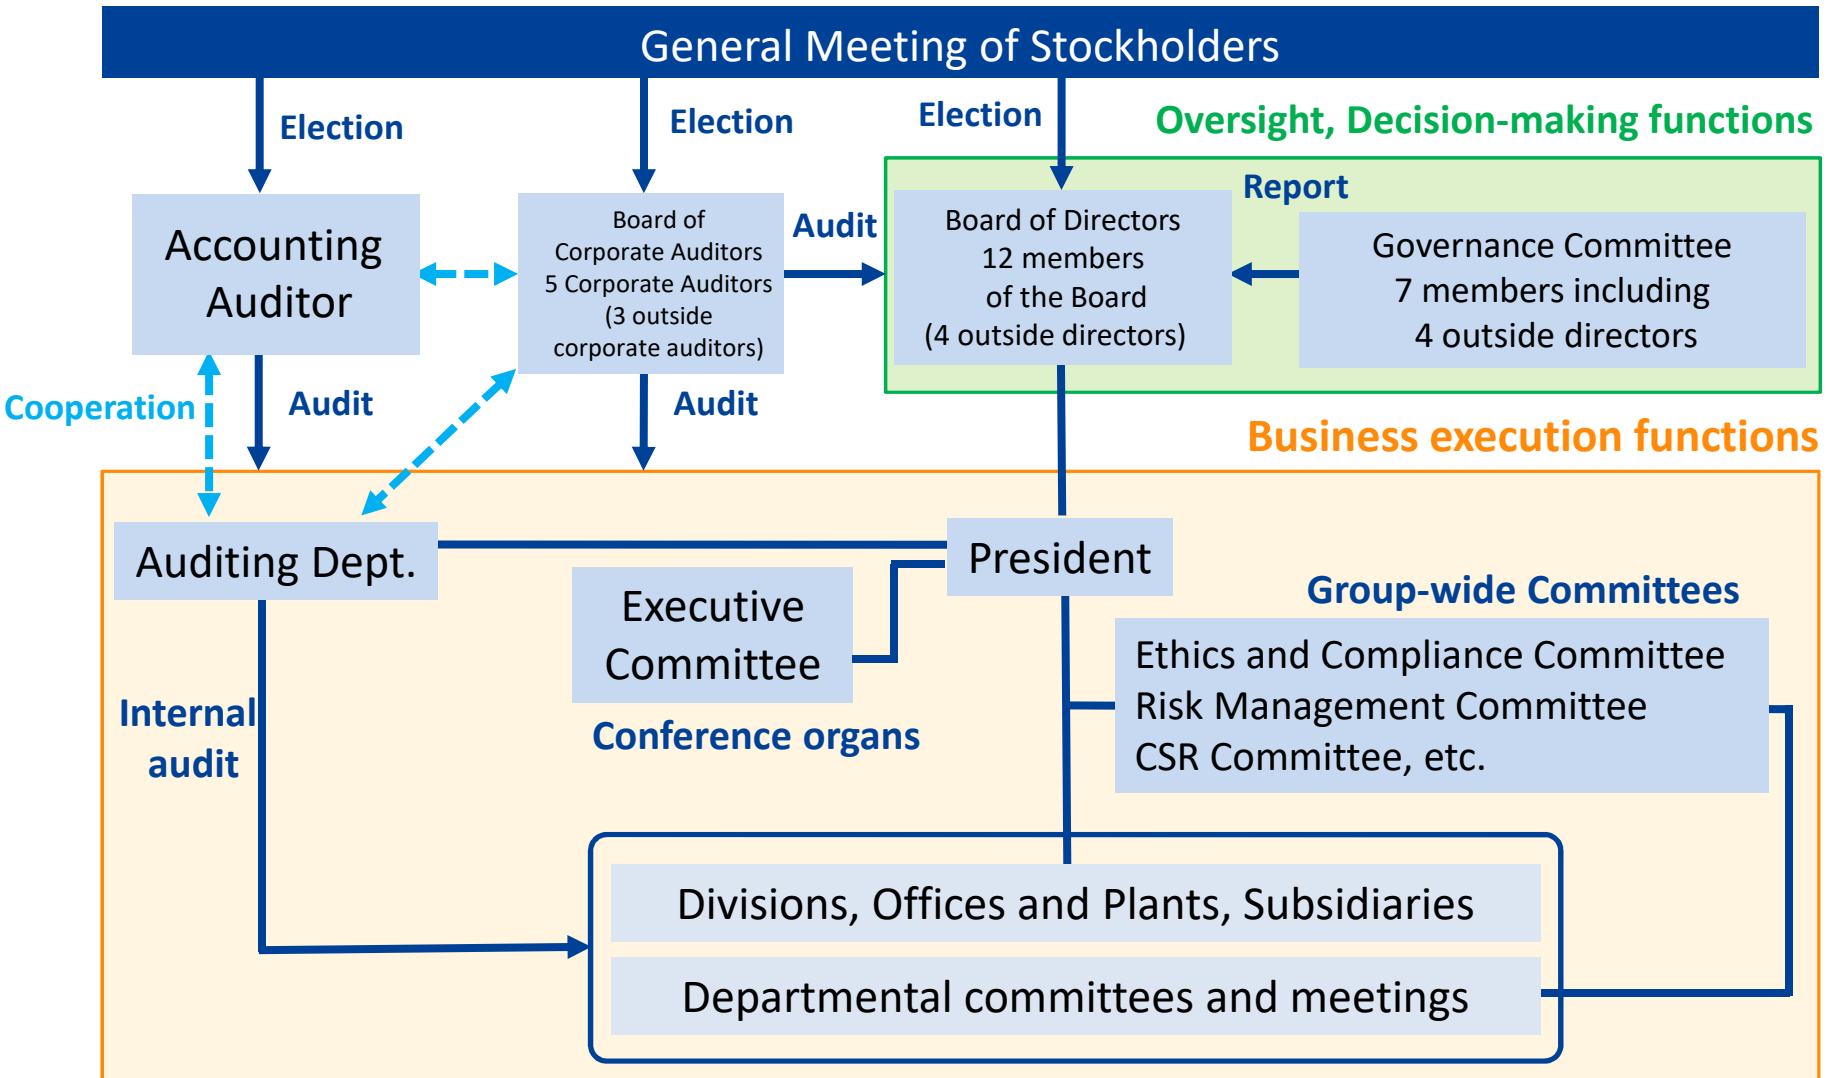 General Meeting of Stockholders
Election
Election
Election
Oversight, Decision-making functions
Accounting
Auditor
Board of
Corporate Auditors
5 Corporate Auditors
(3 outside
corporate auditors)
Audit
Board of Directors
12 members
of the Board
(4 outside directors)
Report
Governance Committee
7 members including
4 outside directors
Cooperation
Audit
Audit
Business execution functions
Auditing Dept.
President
Executive
Committee
Conference organs
Group-wide Committees
Ethics and Compliance Committee
Risk Management Committee
CSR Committee, etc.
Internal
audit
Divisions, Offices and Plants, Subsidiaries
Departmental committees and meetings